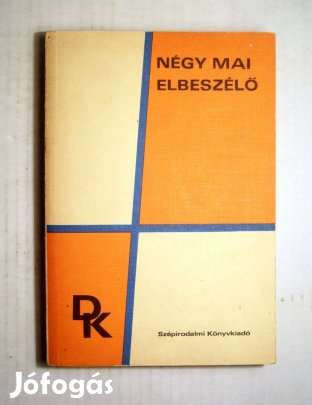 NÉGY MAI
ELBESZÉLŐ
DK
Szépirodalmi Könyvkiadó
Jófogás